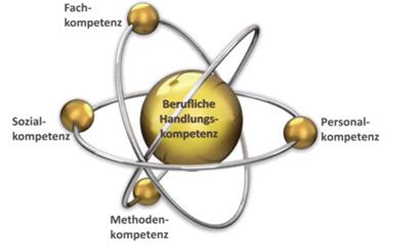 Fach-
kompetenz
Berufliche
Handlungs-
kompetenz
Sozial-
kompetenz
Personal-
kompetenz
Methoden-
kompetenz